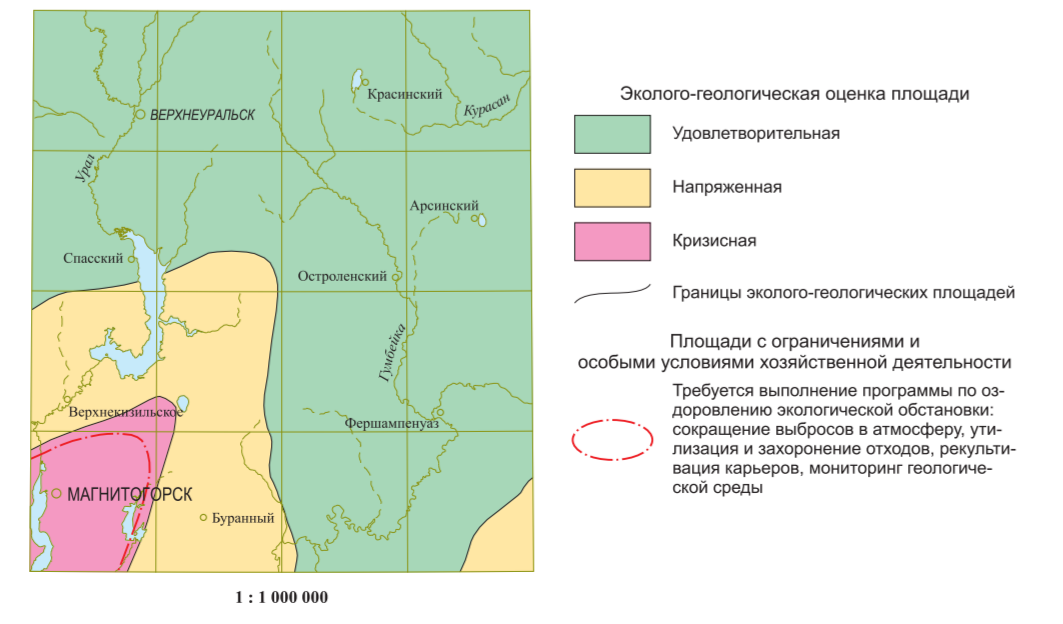 Красинский
Курасан
ВЕРХНЕУРАЛЬСК
Урал
Арсинский
Спасский
Остроленский
Гумбейка
Верхнекизильское
Фершампенуаз
МАГНИТОГОРСК
Буранный
1 : 1 000 000
Эколого-геологическая оценка площади
Удовлетворительная
Напряженная
Кризисная
Границы эколого-геологических площадей
Площади с ограничениями и
особыми условиями хозяйственной деятельности
Требуется выполнение программы по оз-
доровлению экологической обстановки:
сокращение выбросов в атмосферу, ути-
лизация и захоронение отходов, рекульти-
вация карьеров, мониторинг геологиче-
ской среды